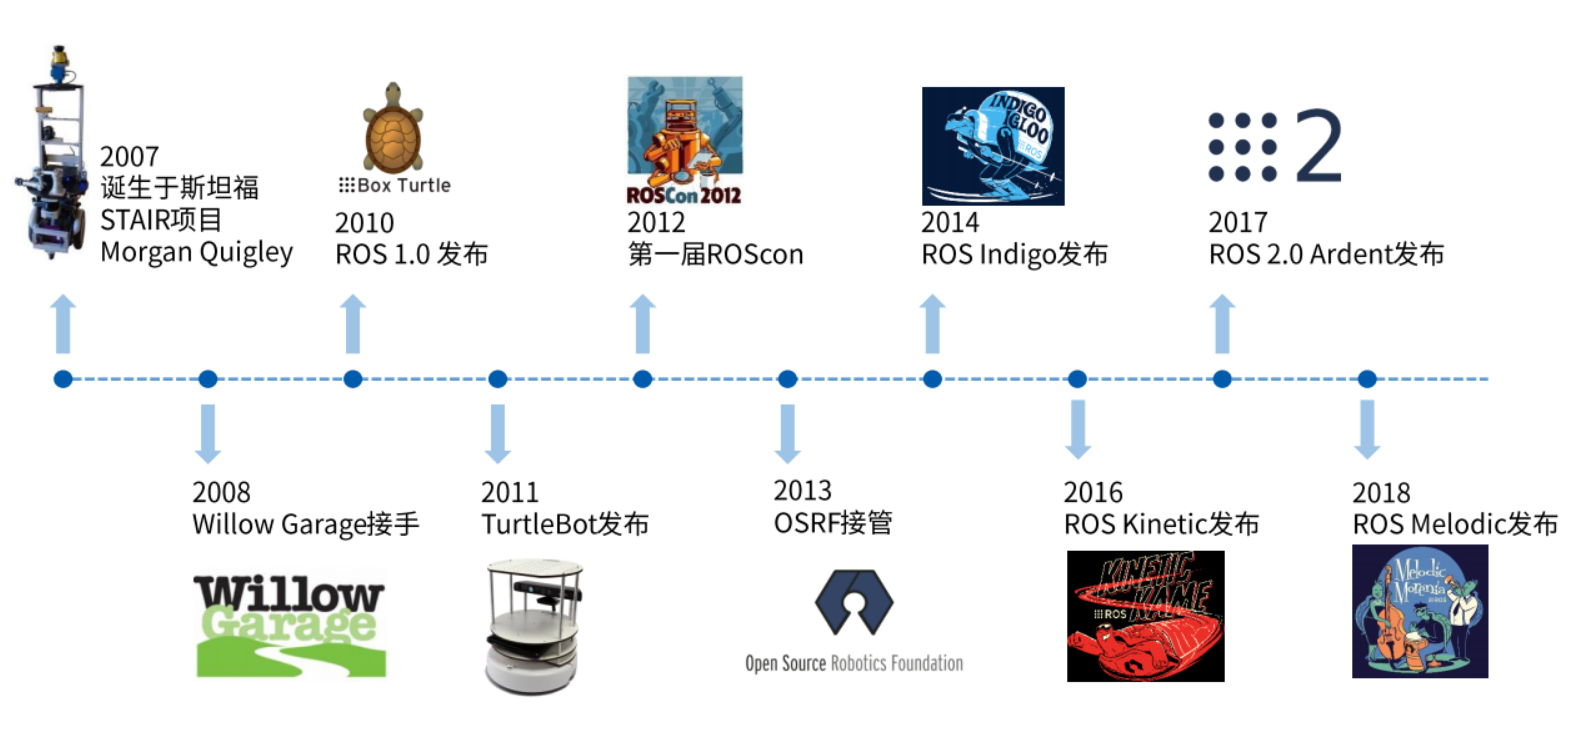 2007
诞生于斯坦福
STAIR项目
Morgan Quigley
Box Turtle
2010
ROS 1.0 发布
ROSCon 2012
2012
第一届ROScon
INDIGO
IGLOO
ROS
2014
ROS Indigo发布
2
2017
ROS 2.0 Ardent发布
2008
Willow Garage接手
Willow
Garage
2011
TurtleBot发布
2013
OSRF接管
Open Source Robotics Foundation
2016
ROS Kinetic发布
KINETIC
KAME
ROS
2018
ROS Melodic发布
Melodic
Morenia
ROS